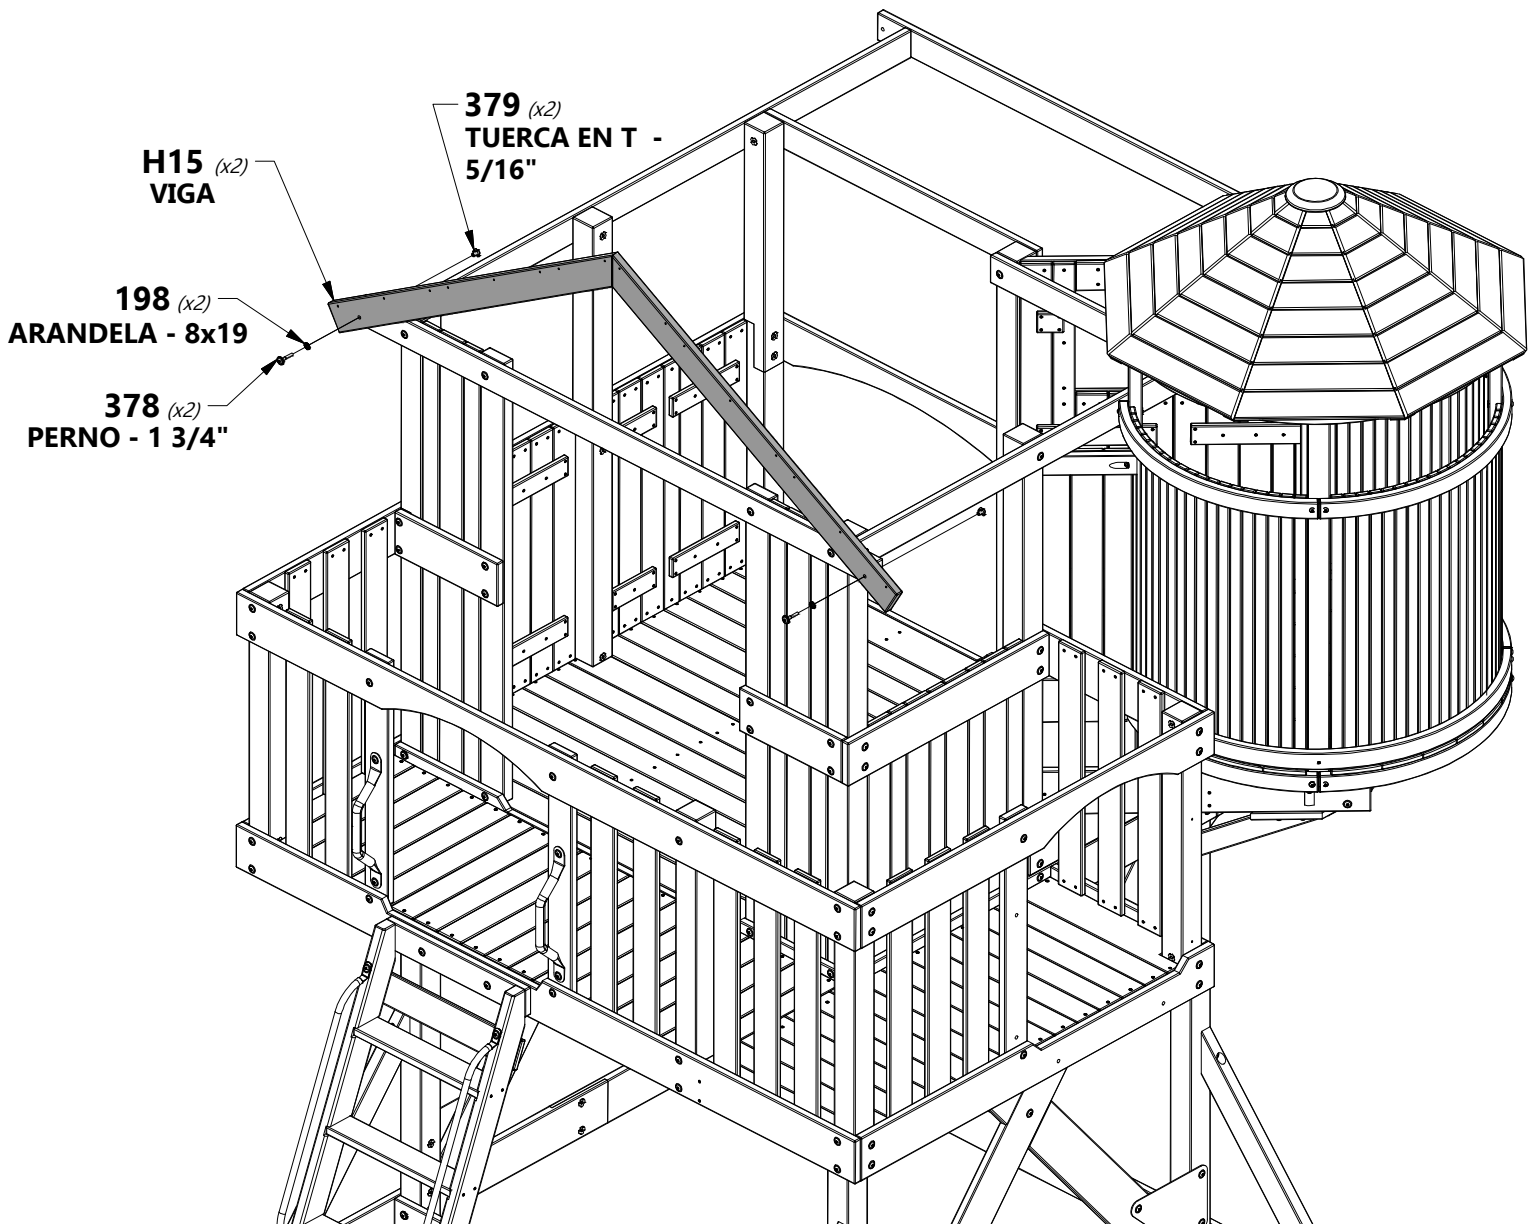 379 (x2)
TUERCA EN T -
5/16"
H15 (x2)
VIGA
198 (x2)
ARANDELA - 8x19
378 (x2)
PERNO - 1 3/4"